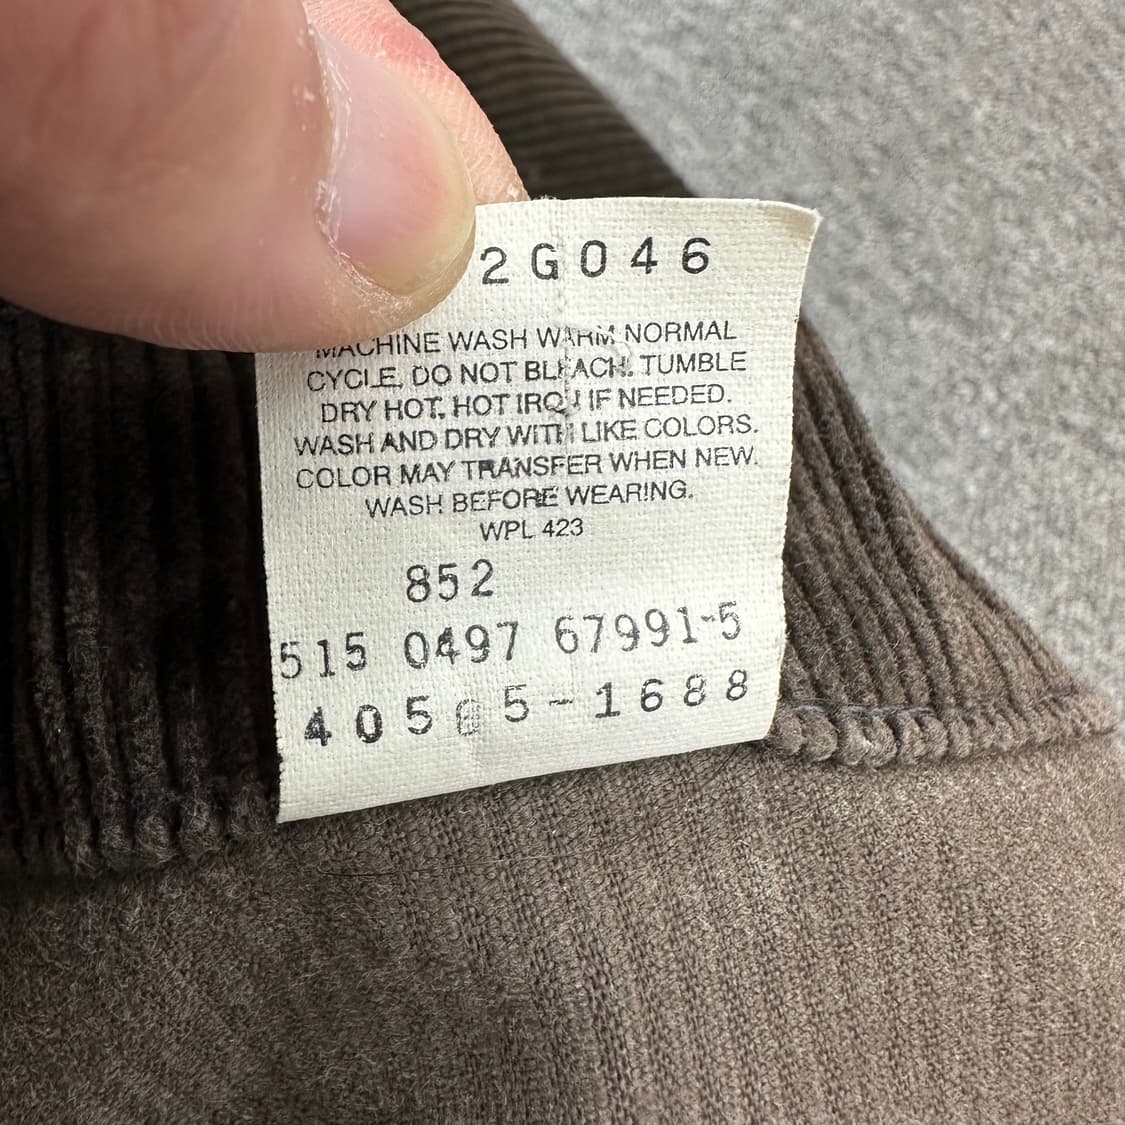 2G046
MACHINE WASH WARM NORMAL
CYCLE. DO NOT BLEACH. TUMBLE
DRY HOT. HOT IRON IF NEEDED.
WASH AND DRY WITH LIKE COLORS.
COLOR MAY TRANSFER WHEN NEW.
WASH BEFORE WEARING.
WPL 423
852
515 0497 67991-5